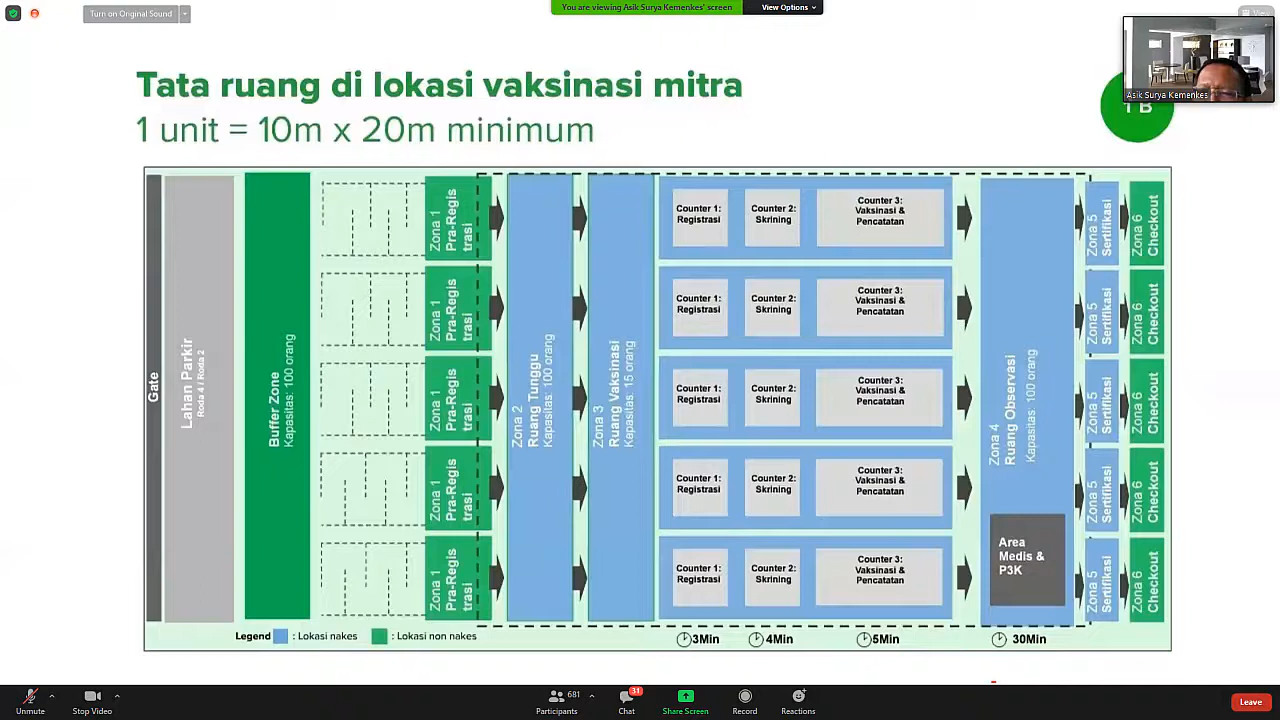 Turn on Original Sound
You are viewing Asik Surya Kemenkes' screen
View Options
View
Asik Surya Kemenkes
Tata ruang di lokasi vaksinasi mitra
1 unit = 10m x 20m minimum
1 B
Gate
Lahan Parkir
Roda 4 / Roda 2
Buffer Zone
Kapasitas: 100 orang
Zona 1
Pra-Regis
trasi
Zona 1
Pra-Regis
trasi
Zona 1
Pra-Regis
trasi
Zona 1
Pra-Regis
trasi
Zona 1
Pra-Regis
trasi
Zona 2
Ruang Tunggu
Kapasitas: 100 orang
Zona 3
Ruang Vaksinasi
Kapasitas: 15 orang
Counter 1:
Registrasi
Counter 2:
Skrining
Counter 3:
Vaksinasi &
Pencatatan
Counter 1:
Registrasi
Counter 2:
Skrining
Counter 3:
Vaksinasi &
Pencatatan
Counter 1:
Registrasi
Counter 2:
Skrining
Counter 3:
Vaksinasi &
Pencatatan
Counter 1:
Registrasi
Counter 2:
Skrining
Counter 3:
Vaksinasi &
Pencatatan
Counter 1:
Registrasi
Counter 2:
Skrining
Counter 3:
Vaksinasi &
Pencatatan
Zona 4
Ruang Observasi
Kapasitas: 100 orang
Area
Medis &
P3K
Zona 5
Sertifikasi
Zona 6
Checkout
Zona 5
Sertifikasi
Zona 6
Checkout
Zona 5
Sertifikasi
Zona 6
Checkout
Zona 5
Sertifikasi
Zona 6
Checkout
Zona 5
Sertifikasi
Zona 6
Checkout
Legend : Lokasi nakes : Lokasi non nakes
3Min
4Min
5Min
30Min
Unmute
Stop Video
681
Participants
31
Chat
Share Screen
Record
Reactions
Leave